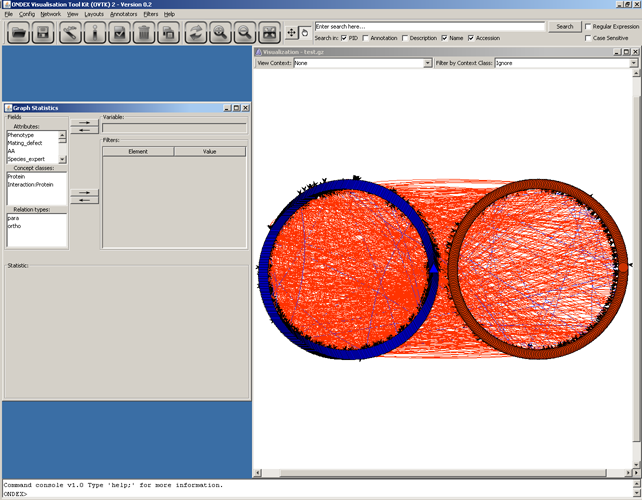 ONDEX Visualisation Tool Kit (OVTK) 2 - Version 0.2
File Config Network View Layouts Annotators Filters Help
Enter search here...
Search
Regular Expression
Search in: PID Annotation Description Name Accession
Case Sensitive
Visualization - test.gz
View Context: None Filter by Context Class: Ignore
Graph Statistics
Fields
Variable:
Attributes:
Phenotype
Mating_defect
AA
Species_expert
Filters:
Element Value
Concept classes:
Protein
Interaction:Protein
Relation types:
para
ortho
Statistic:
Command console v1.0 Type 'help;' for more information.
ONDEX>